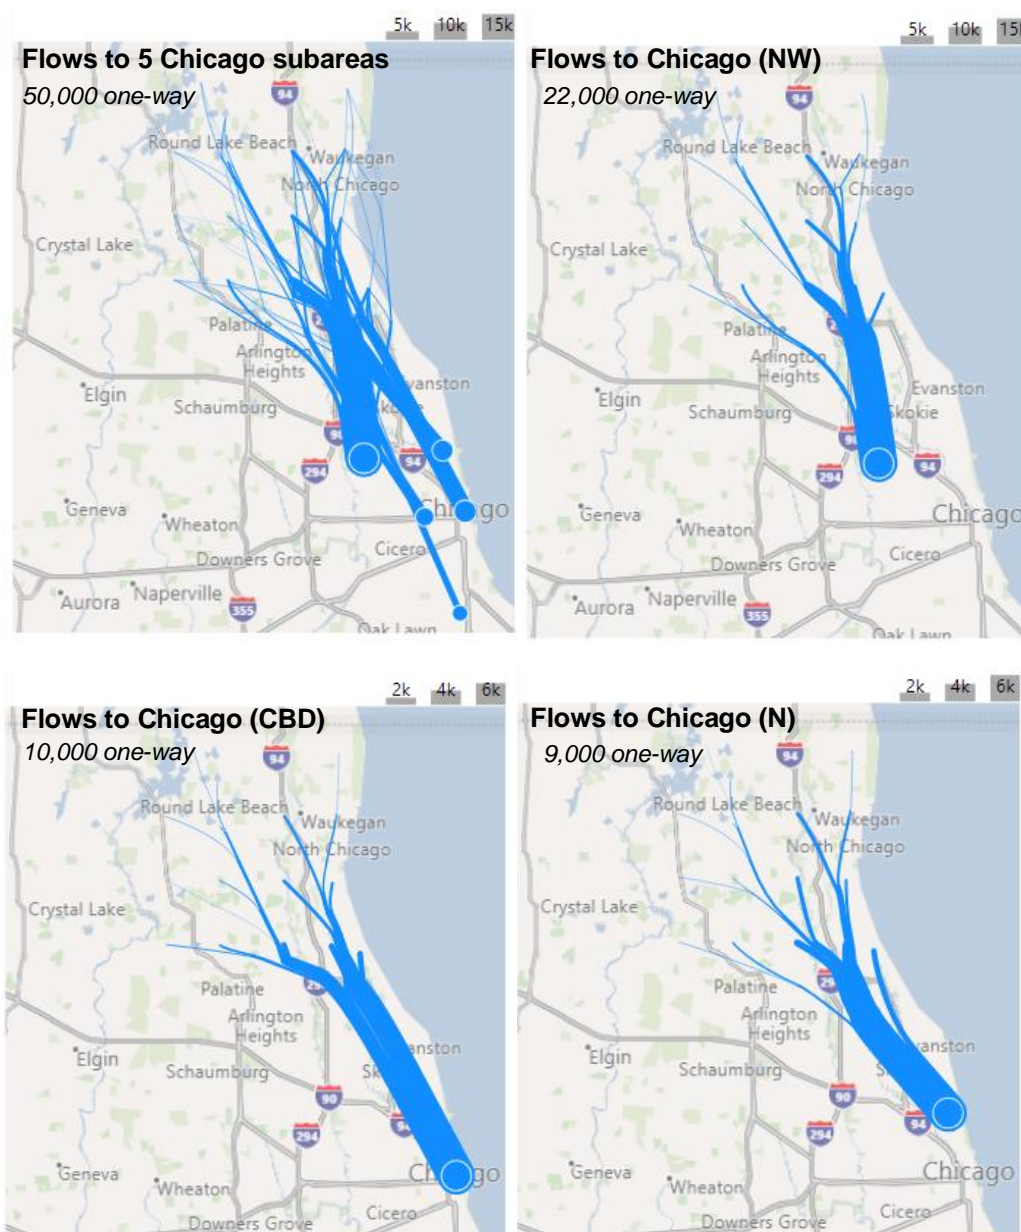 5k 10k 15k
Flows to 5 Chicago subareas
50,000 one-way
94
Round Lake Beach
Waukegan
North Chicago
Crystal Lake
Palatine
Arlington
Heights
Evanston
Elgin
Schaumburg
Skokie
294
94
Geneva
Chicago
Wheaton
Cicero
Downers Grove
Naperville
Aurora
355
Oak Lawn
5k 10k 15k
Flows to Chicago (NW)
22,000 one-way
94
Round Lake Beach
Waukegan
North Chicago
Crystal Lake
Palatine
Arlington
Heights
Evanston
Elgin
Schaumburg
Skokie
294
94
Geneva
Chicago
Wheaton
Cicero
Downers Grove
Naperville
Aurora
355
Oak Lawn
2k 4k 6k
Flows to Chicago (CBD)
10,000 one-way
94
Round Lake Beach
Waukegan
North Chicago
Crystal Lake
Palatine
Arlington
Heights
anston
Elgin
Schaumburg
90
294
Geneva
Chicago
Wheaton
Cicero
Downers Grove
2k 4k 6k
Flows to Chicago (N)
9,000 one-way
94
Round Lake Beach
Waukegan
North Chicago
Crystal Lake
Palatine
Arlington
Heights
vanston
Elgin
Schaumburg
90
94
294
Geneva
Chicago
Wheaton
Cicero
Downers Grove